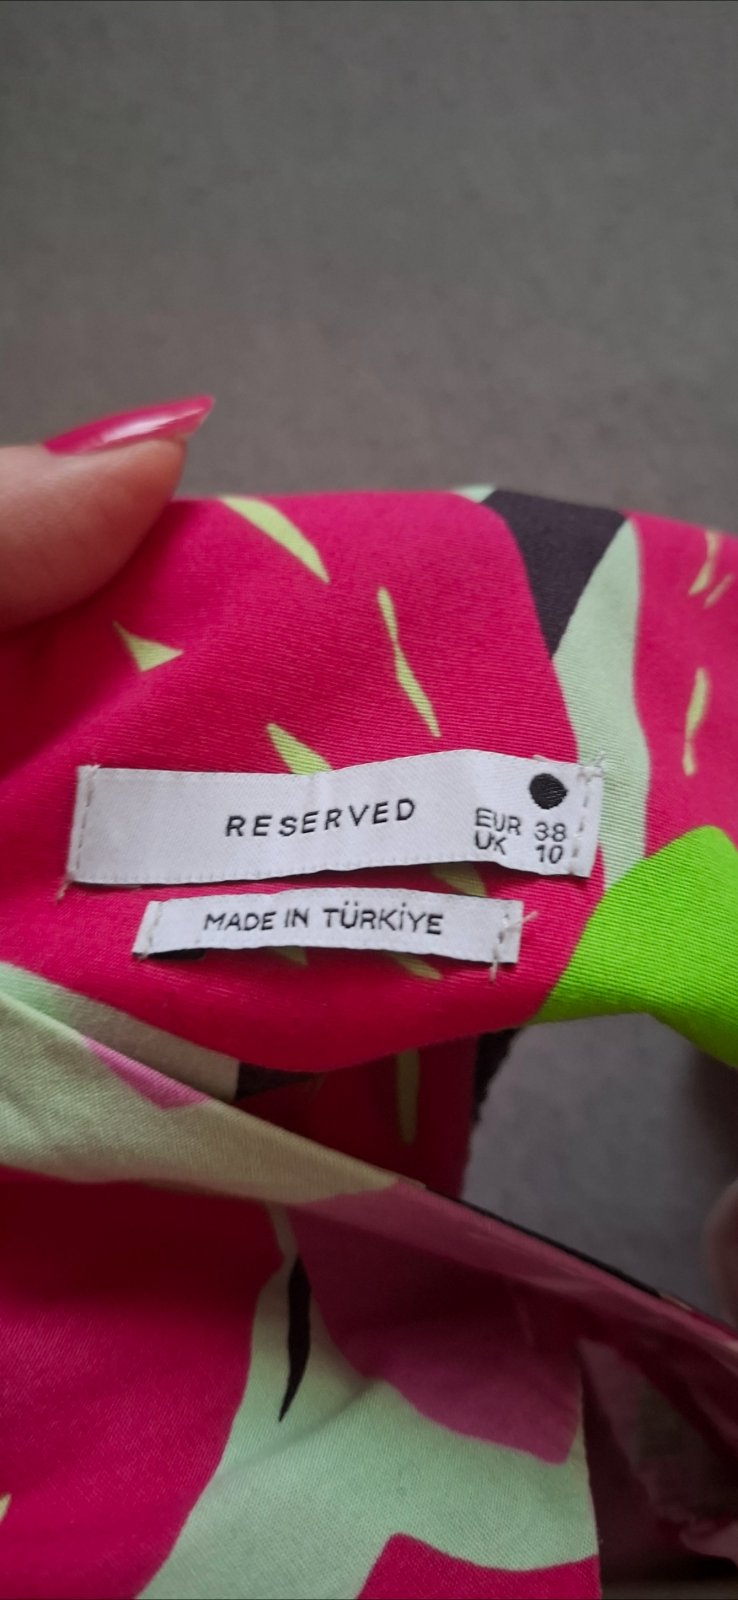 RESERVED
EUR 38
UK 10
MADE IN TÜRKİYE